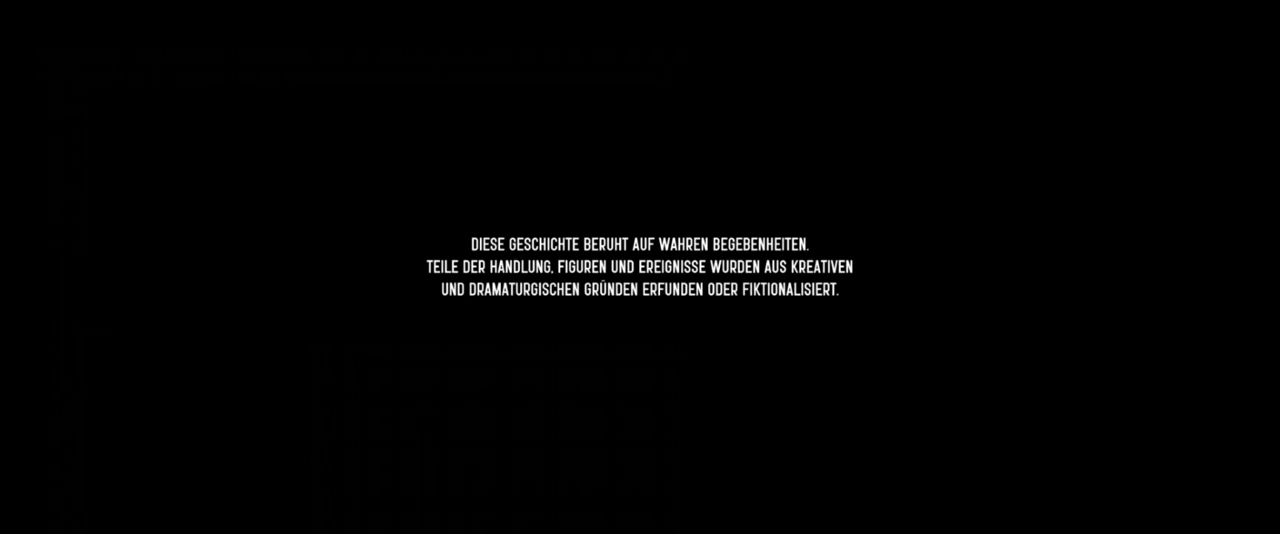 DIESE GESCHICHTE BERUHT AUF WAHREN BEGEBENHEITEN.
TEILE DER HANDLUNG, FIGUREN UND EREIGNISSE WURDEN AUS KREATIVEN
UND DRAMATURGISCHEN GRÜNDEN ERFUNDEN ODER FIKTIONALISIERT.